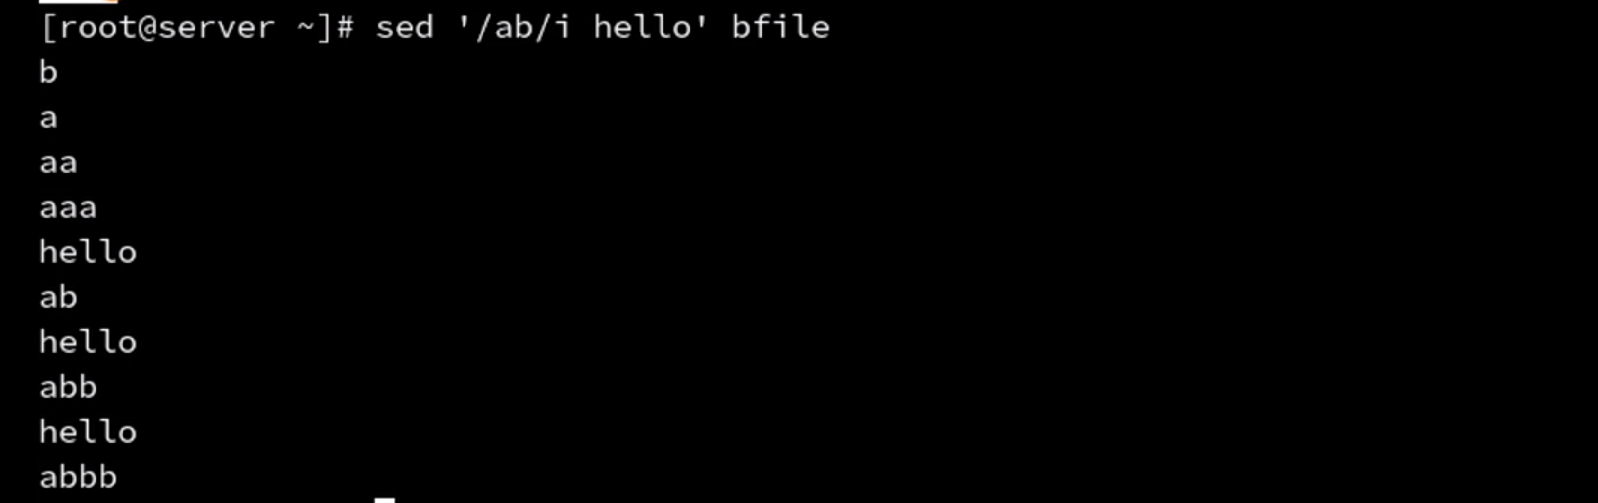 [root@server ~]# sed '/ab/i hello' bfile
b
a
aa
aaa
hello
ab
hello
abb
hello
abbb